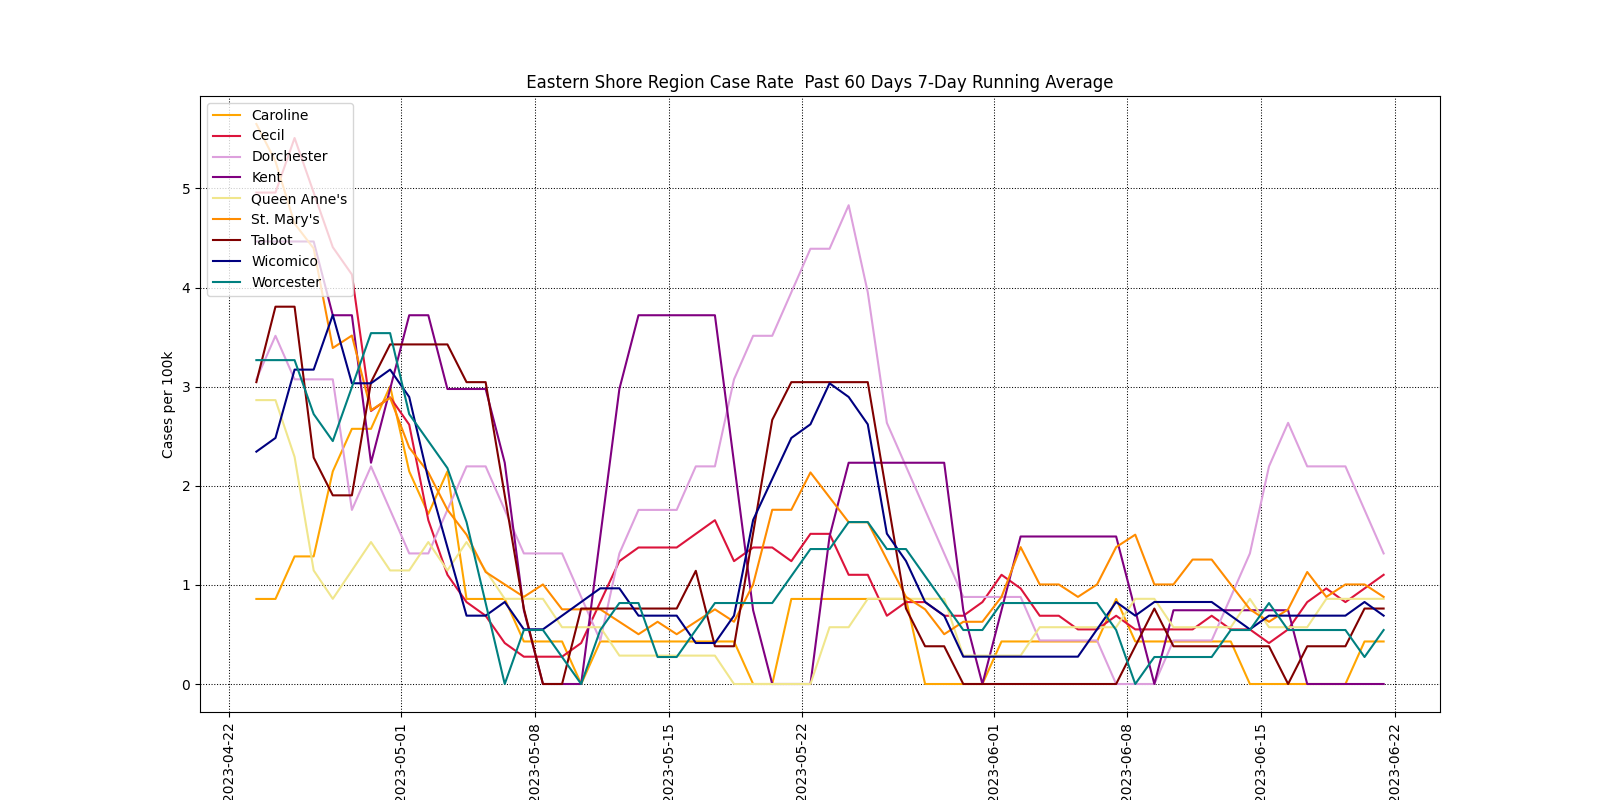 Eastern Shore Region Case Rate  Past 60 Days 7-Day Running Average
Caroline
Cecil
Dorchester
Kent
Queen Anne's
St. Mary's
Talbot
Wicomico
Worcester
Cases per 100k
5
4
3
2
1
0
2023-04-22
2023-05-01
2023-05-08
2023-05-15
2023-05-22
2023-06-01
2023-06-08
2023-06-15
2023-06-22